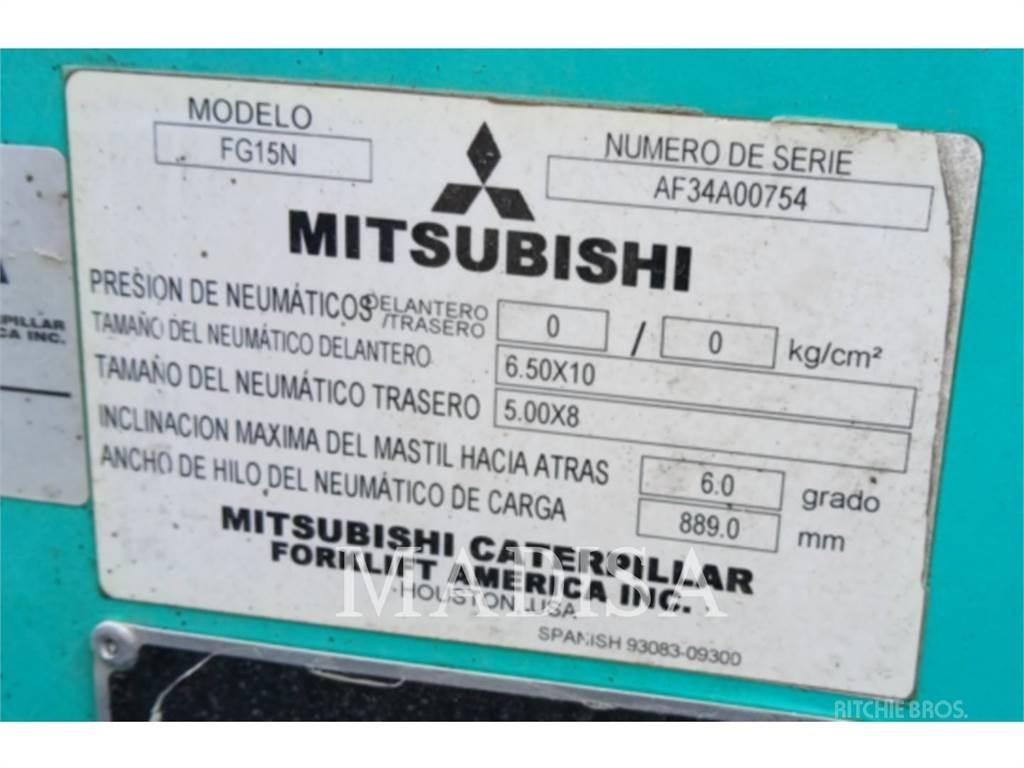 MODELO
FG15N
NUMERO DE SERIE
AF34A00754
MITSUBISHI
PRESION DE NEUMÁTICOS DELANTERO /TRASERO 0 / 0 kg/cm²
TAMAÑO DEL NEUMÁTICO DELANTERO 6.50X10
TAMAÑO DEL NEUMÁTICO TRASERO 5.00X8
INCLINACION MAXIMA DEL MASTIL HACIA ATRAS 6.0 grado
ANCHO DE HILO DEL NEUMÁTICO DE CARGA 889.0 mm
MITSUBISHI CATERPILLAR
FORKLIFT AMERICA INC.
HOUSTON, USA
SPANISH 93083-09300
MADISA
INC.
RITCHIE BROS.